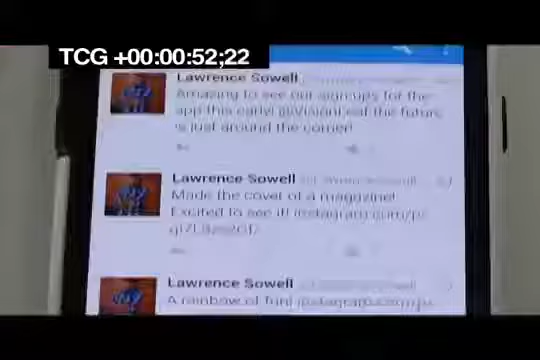 TCG +00:00:52;22
Lawrence Sowell
Amazing to see our signups for the
app this early! the future
is just around the corner!
Lawrence Sowell
Made the cover of a magazine!
Excited to see it! instagram.com/p/
Lawrence Sowell
A rainbow of fun!